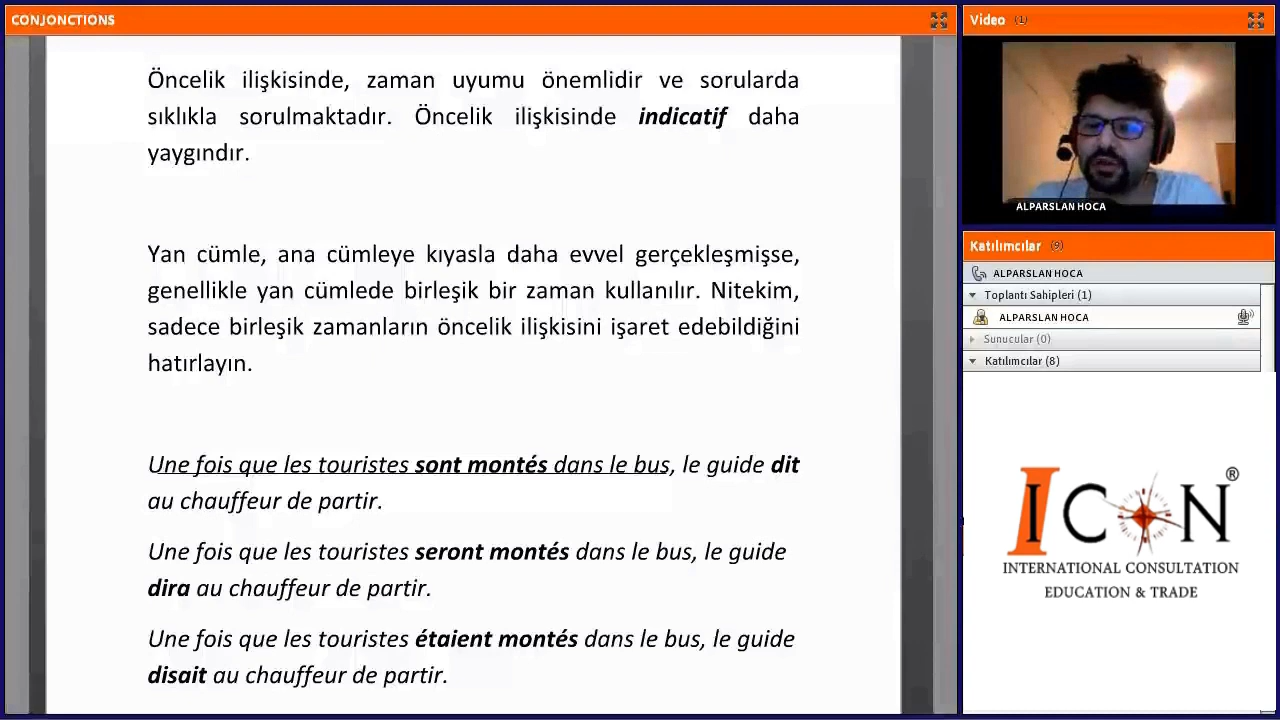 CONJONCTIONS
Öncelik ilişkisinde, zaman uyumu önemlidir ve sorularda
sıklıkla sorulmaktadır. Öncelik ilişkisinde indicatif daha
yaygındır.
Yan cümle, ana cümleye kıyasla daha evvel gerçekleşmişse,
genellikle yan cümlede birleşik bir zaman kullanılır. Nitekim,
sadece birleşik zamanların öncelik ilişkisini işaret edebildiğini
hatırlayın.
Une fois que les touristes sont montés dans le bus, le guide dit
au chauffeur de partir.
Une fois que les touristes seront montés dans le bus, le guide
dira au chauffeur de partir.
Une fois que les touristes étaient montés dans le bus, le guide
disait au chauffeur de partir.
Video (1)
ALPARSLAN HOCA
Katılımcılar (9)
ALPARSLAN HOCA
Toplantı Sahipleri (1)
ALPARSLAN HOCA
Sunucular (0)
Katılımcılar (8)
ICON®
INTERNATIONAL CONSULTATION
EDUCATION & TRADE